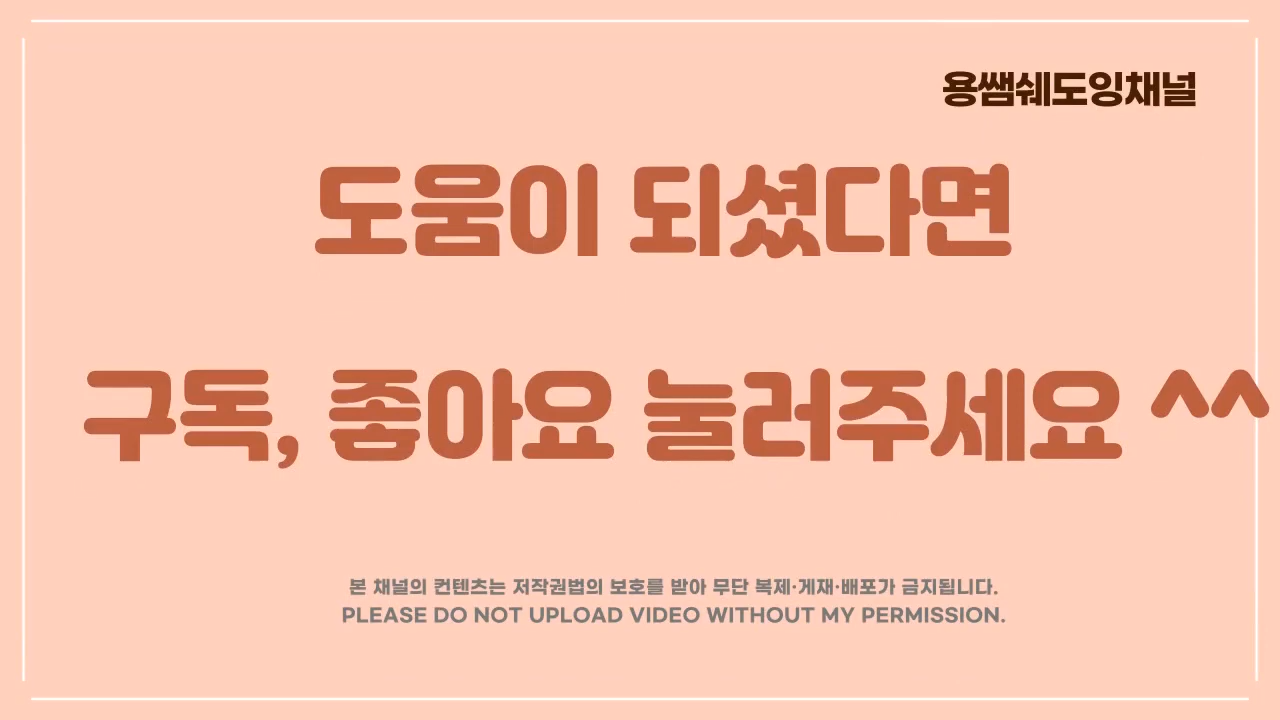 용쌤쉐도잉채널
도움이 되셨다면
구독, 좋아요 눌러주세요 ^^
본 채널의 컨텐츠는 저작권법의 보호를 받아 무단 복제·게재·배포가 금지됩니다.
PLEASE DO NOT UPLOAD VIDEO WITHOUT MY PERMISSION.